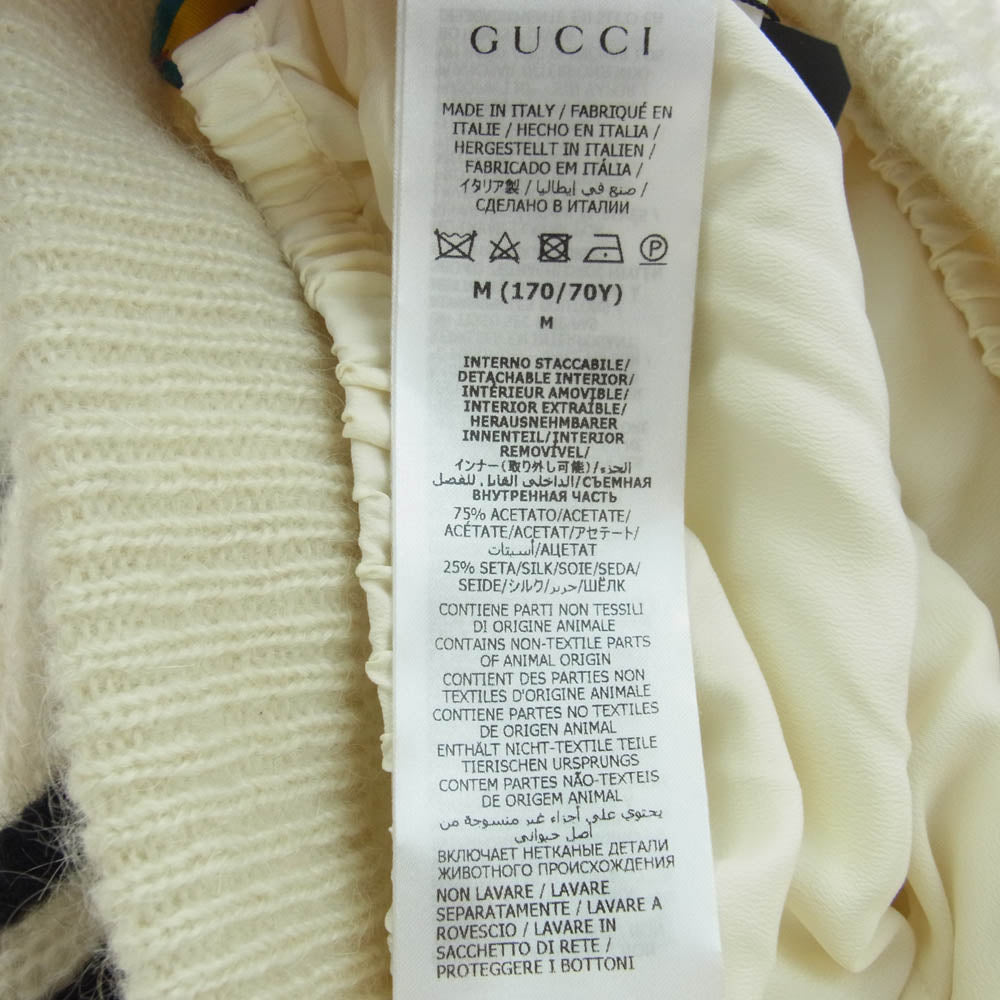 GUCCI
MADE IN ITALY / FABRIQUÉ EN
ITALIE / HECHO EN ITALIA /
HERGESTELLT IN ITALIEN /
FABRICADO EM ITÁLIA /
イタリア製 / صنع في إيطاليا /
СДЕЛАНО В ИТАЛИИ
P
M (170/70Y)
M
INTERNO STACCABILE/
DETACHABLE INTERIOR/
INTÉRIEUR AMOVIBLE/
INTERIOR EXTRAÍBLE/
HERAUSNEHMBARER
INNENTEIL/INTERIOR
REMOVÍVEL/
インナー(取り外し可能)/الجزء
الداخلي القابل للفصل/СЪЕМНАЯ
ВНУТРЕННАЯ ЧАСТЬ
75% ACETATO/ACETATE/
ACÉTATE/ACETAT/アセテート/
أسيتات/АЦЕТАТ
25% SETA/SILK/SOIE/SEDA/
SEIDE/シルク/حرير/ШЁЛК
CONTIENE PARTI NON TESSILI
DI ORIGINE ANIMALE
CONTAINS NON-TEXTILE PARTS
OF ANIMAL ORIGIN
CONTIENT DES PARTIES NON
TEXTILES D'ORIGINE ANIMALE
CONTIENE PARTES NO TEXTILES
DE ORIGEN ANIMAL
ENTHÄLT NICHT-TEXTILE TEILE
TIERISCHEN URSPRUNGS
CONTEM PARTES NÃO-TEXTEIS
DE ORIGEM ANIMAL
يحتوي على أجزاء غير منسوجة من
أصل حيواني
ВКЛЮЧАЕТ НЕТКАНЫЕ ДЕТАЛИ
ЖИВОТНОГО ПРОИСХОЖДЕНИЯ
NON LAVARE / LAVARE
SEPARATAMENTE / LAVARE A
ROVESCIO / LAVARE IN
SACCHETTO DI RETE /
PROTEGGERE I BOTTONI